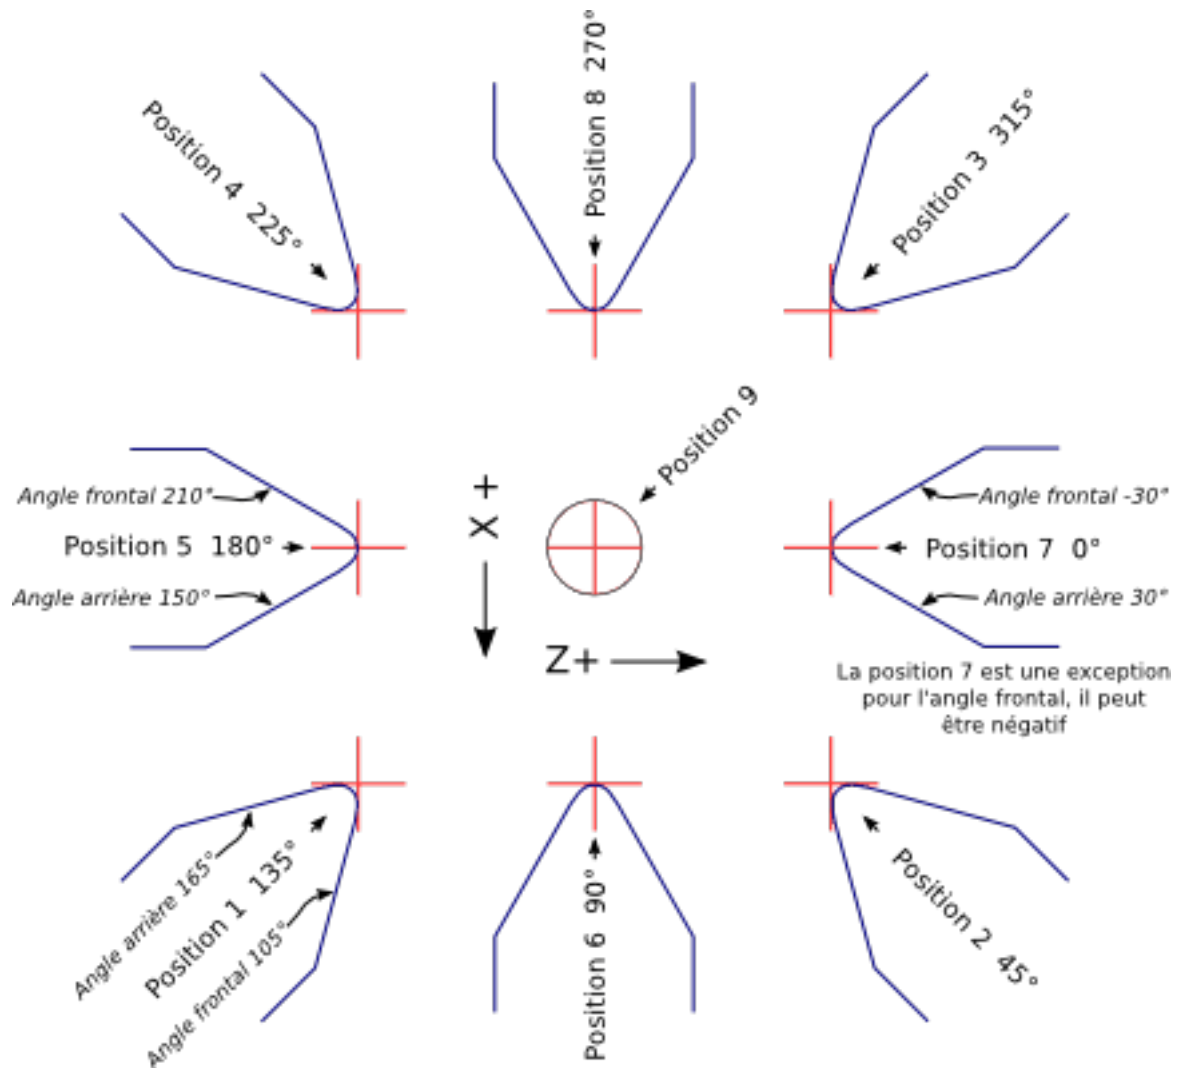 Position 4 225°
Position 8 270°
Position 3 315°
Position 9
Angle frontal 210°
Position 5 180°
Angle arrière 150°
X +
Z+
Angle frontal -30°
Position 7 0°
Angle arrière 30°
La position 7 est une exception
pour l'angle frontal, il peut
être négatif
Angle arrière 165°
Position 1 135°
Angle frontal 105°
Position 6 90°
Position 2 45°